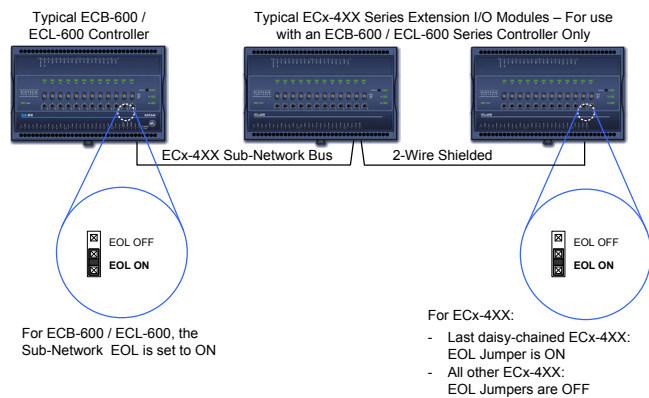 Typical ECB-600 /
ECL-600 Controller
Typical ECx-4XX Series Extension I/O Modules – For use
with an ECB-600 / ECL-600 Series Controller Only
ECx-4XX Sub-Network Bus
2-Wire Shielded
EOL OFF
EOL ON
EOL OFF
EOL ON
For ECB-600 / ECL-600, the
Sub-Network EOL is set to ON
For ECx-4XX:
- Last daisy-chained ECx-4XX:
EOL Jumper is ON
- All other ECx-4XX:
EOL Jumpers are OFF